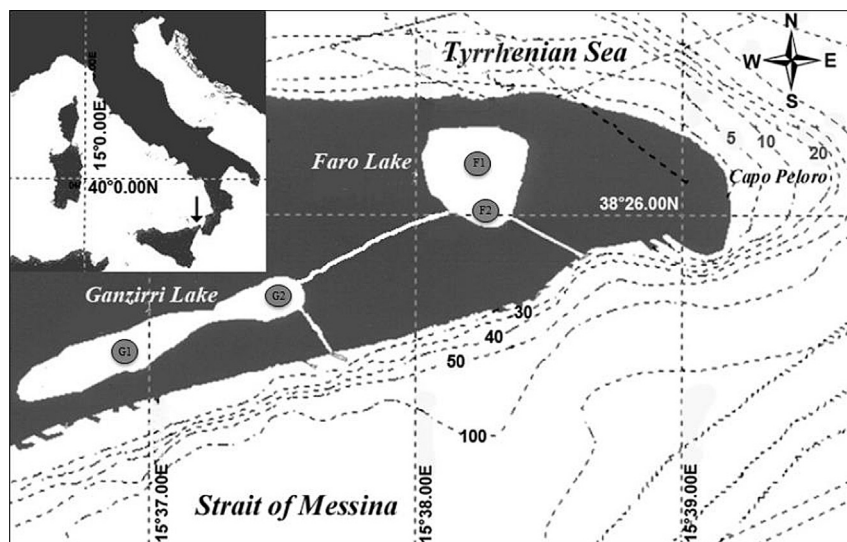 Tyrrhenian Sea
N
W E
S
15°0.00E
40°0.00N
Faro Lake
F1
F2
5
10
20
Capo Peloro
38°26.00N
Ganzirri Lake
G2
G1
30
40
50
100
15°37.00E
15°38.00E
15°39.00E
Strait of Messina